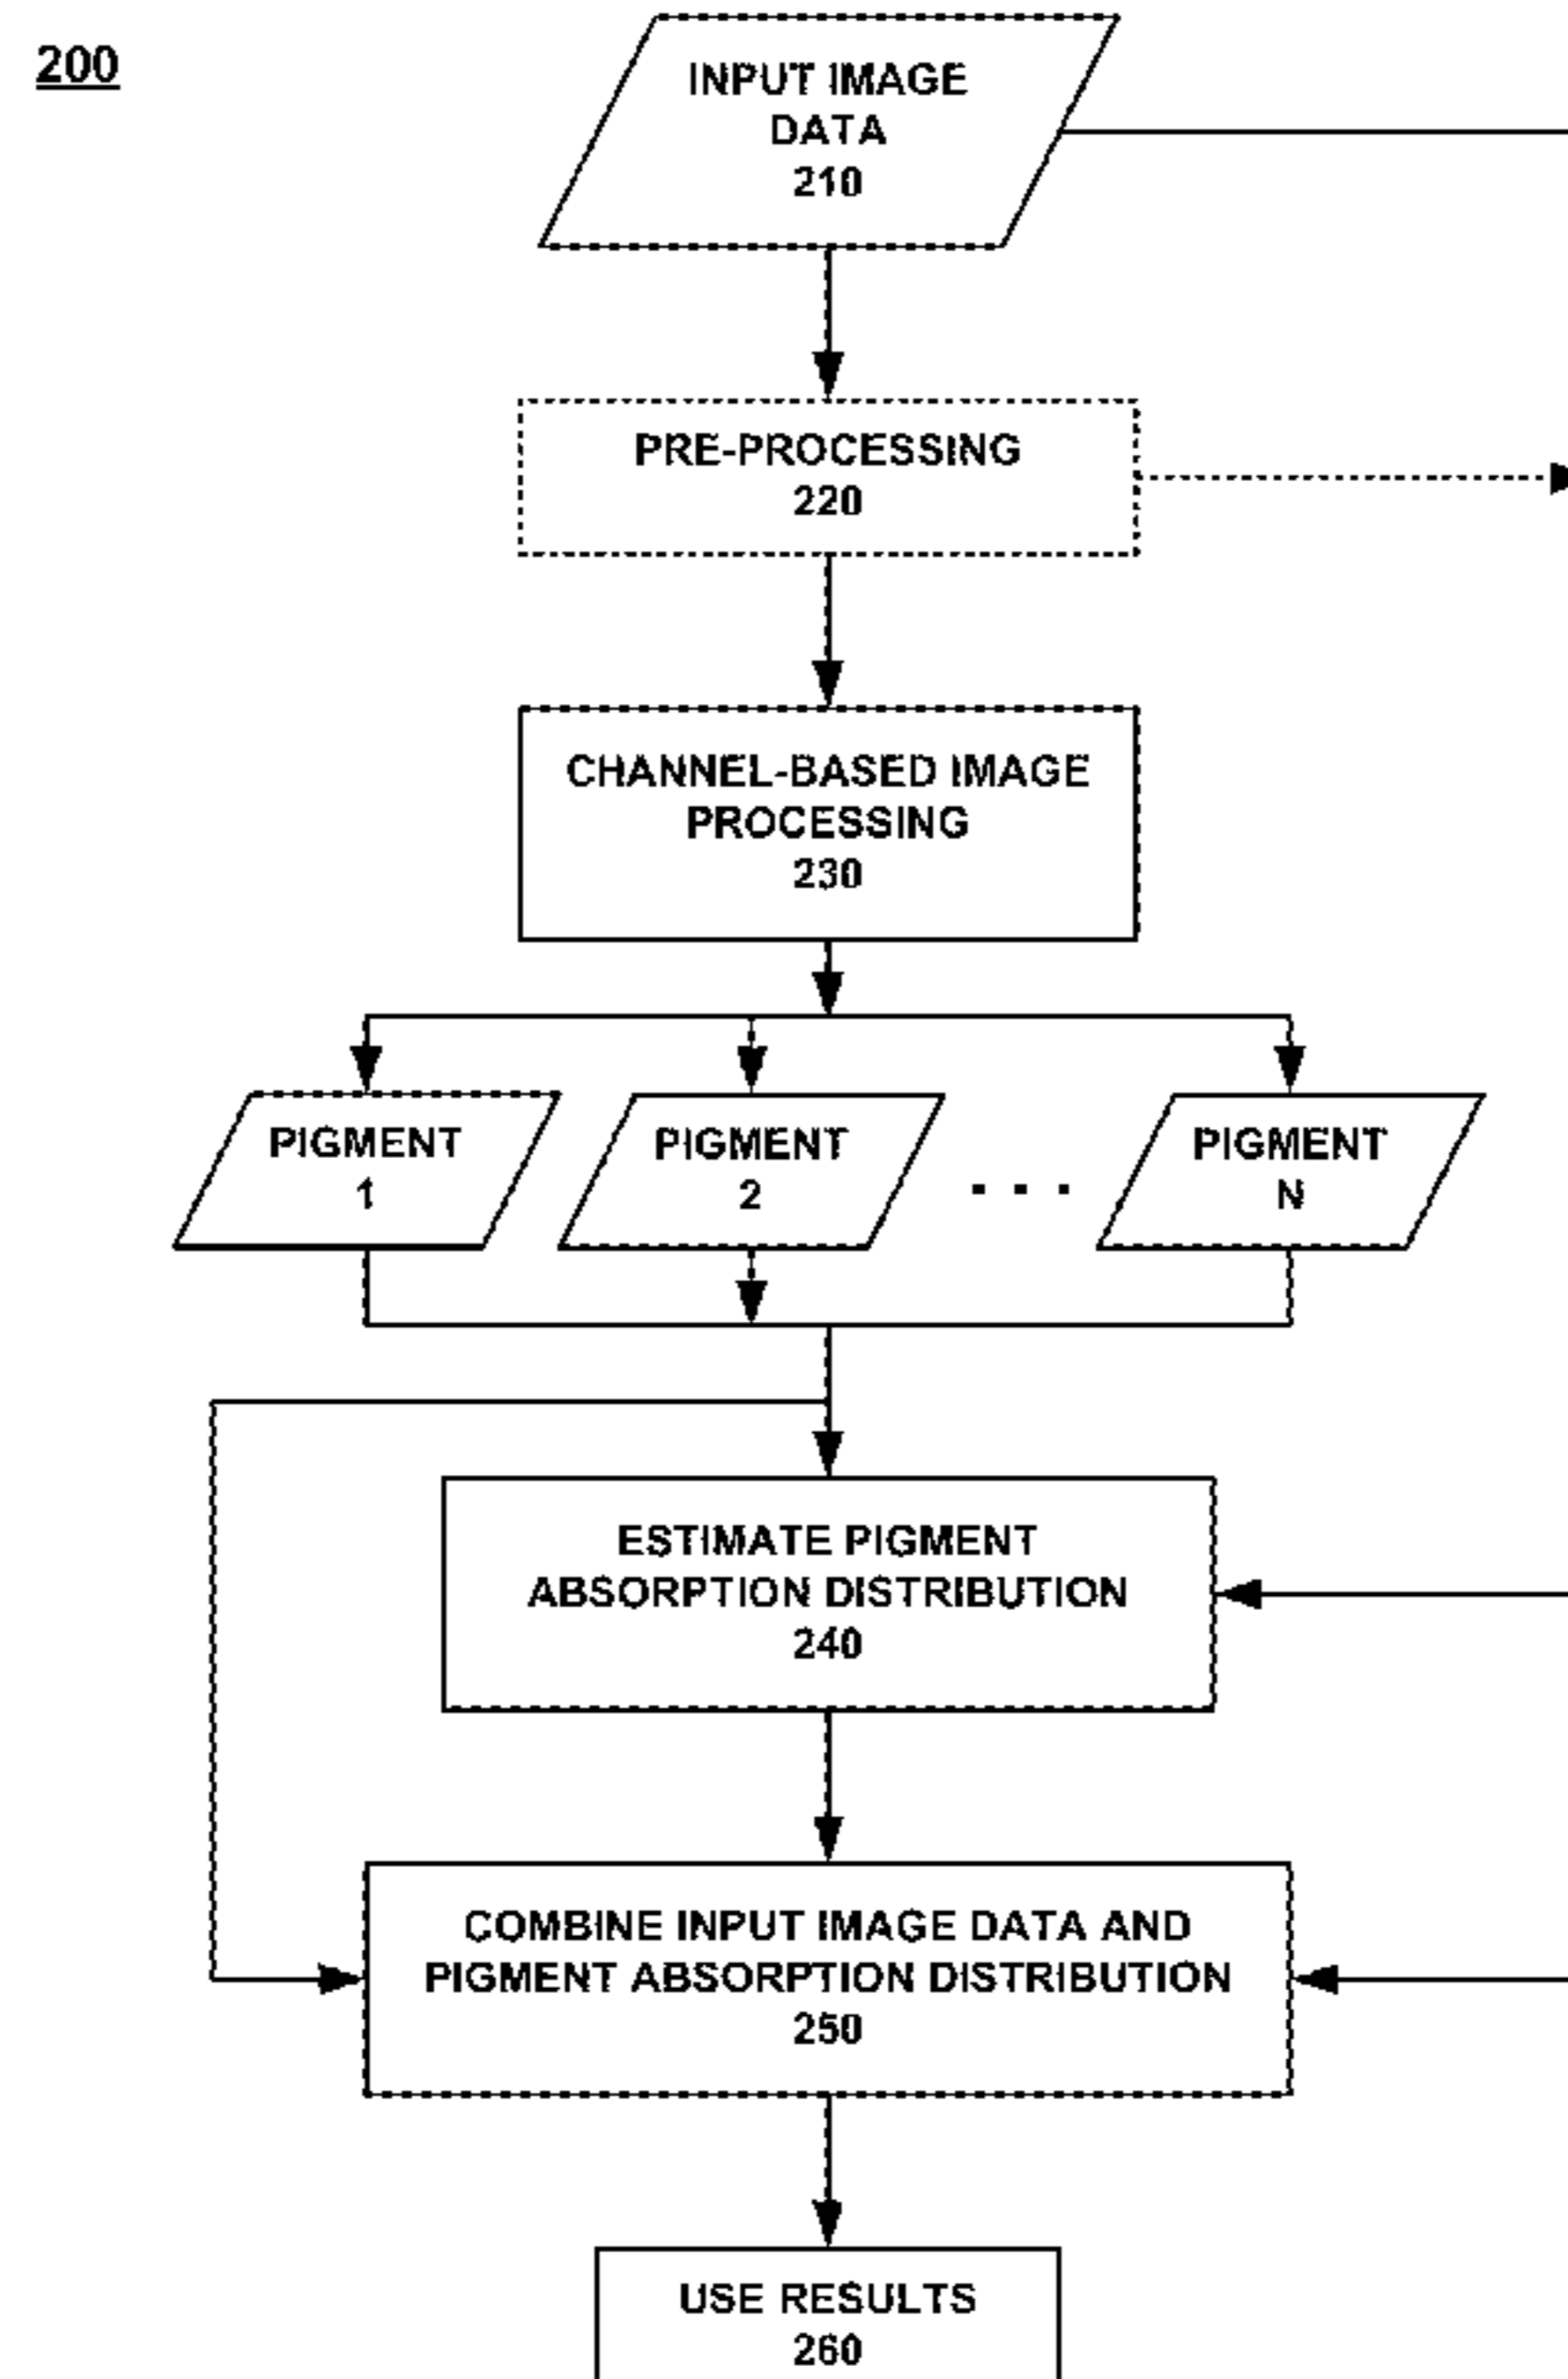 200
INPUT IMAGE
DATA
210
PRE-PROCESSING
220
CHANNEL-BASED IMAGE
PROCESSING
230
PIGMENT
1
PIGMENT
2
. . .
PIGMENT
N
ESTIMATE PIGMENT
ABSORPTION DISTRIBUTION
240
COMBINE INPUT IMAGE DATA AND
PIGMENT ABSORPTION DISTRIBUTION
250
USE RESULTS
260